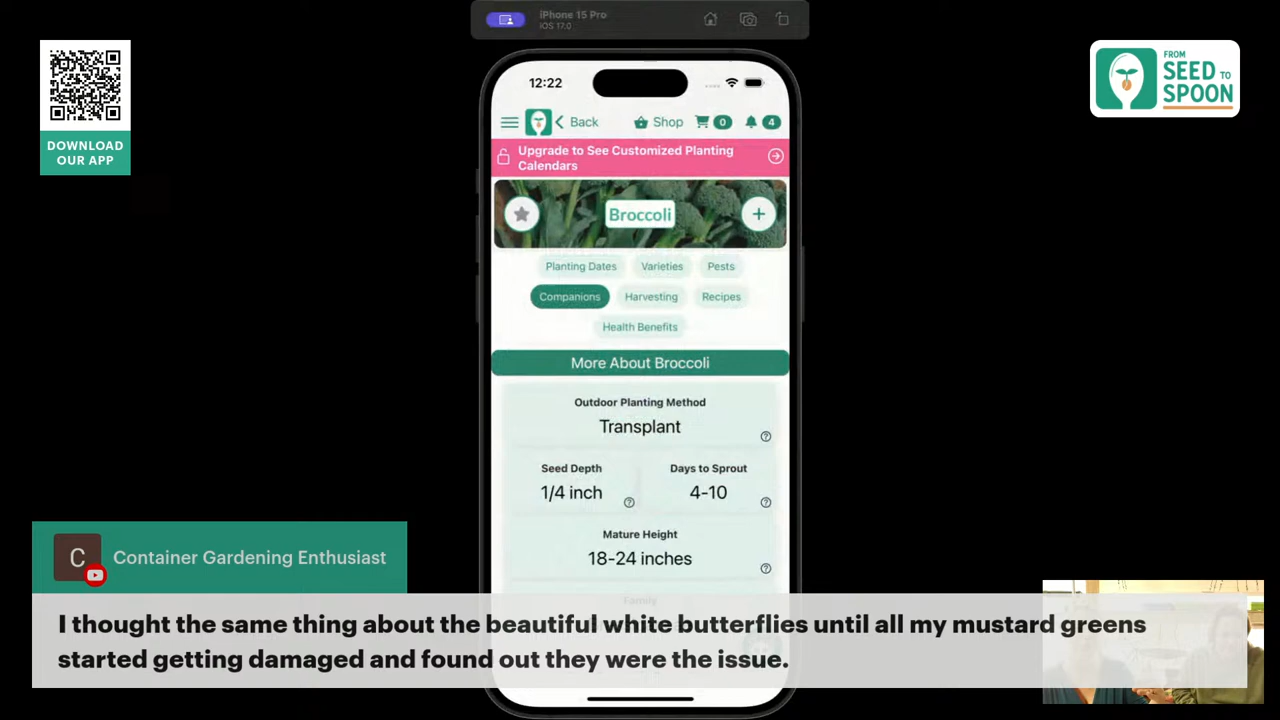 iPhone 15 Pro
iOS 17.0
DOWNLOAD
OUR APP
FROM
SEED TO
SPOON
12:22
Back
Shop
0
4
Upgrade to See Customized Planting
Calendars
Broccoli
Planting Dates
Varieties
Pests
Companions
Harvesting
Recipes
Health Benefits
More About Broccoli
Outdoor Planting Method
Transplant
Seed Depth
Days to Sprout
1/4 inch
4-10
Mature Height
18-24 inches
Family
C
Container Gardening Enthusiast
I thought the same thing about the beautiful white butterflies until all my mustard greens
started getting damaged and found out they were the issue.